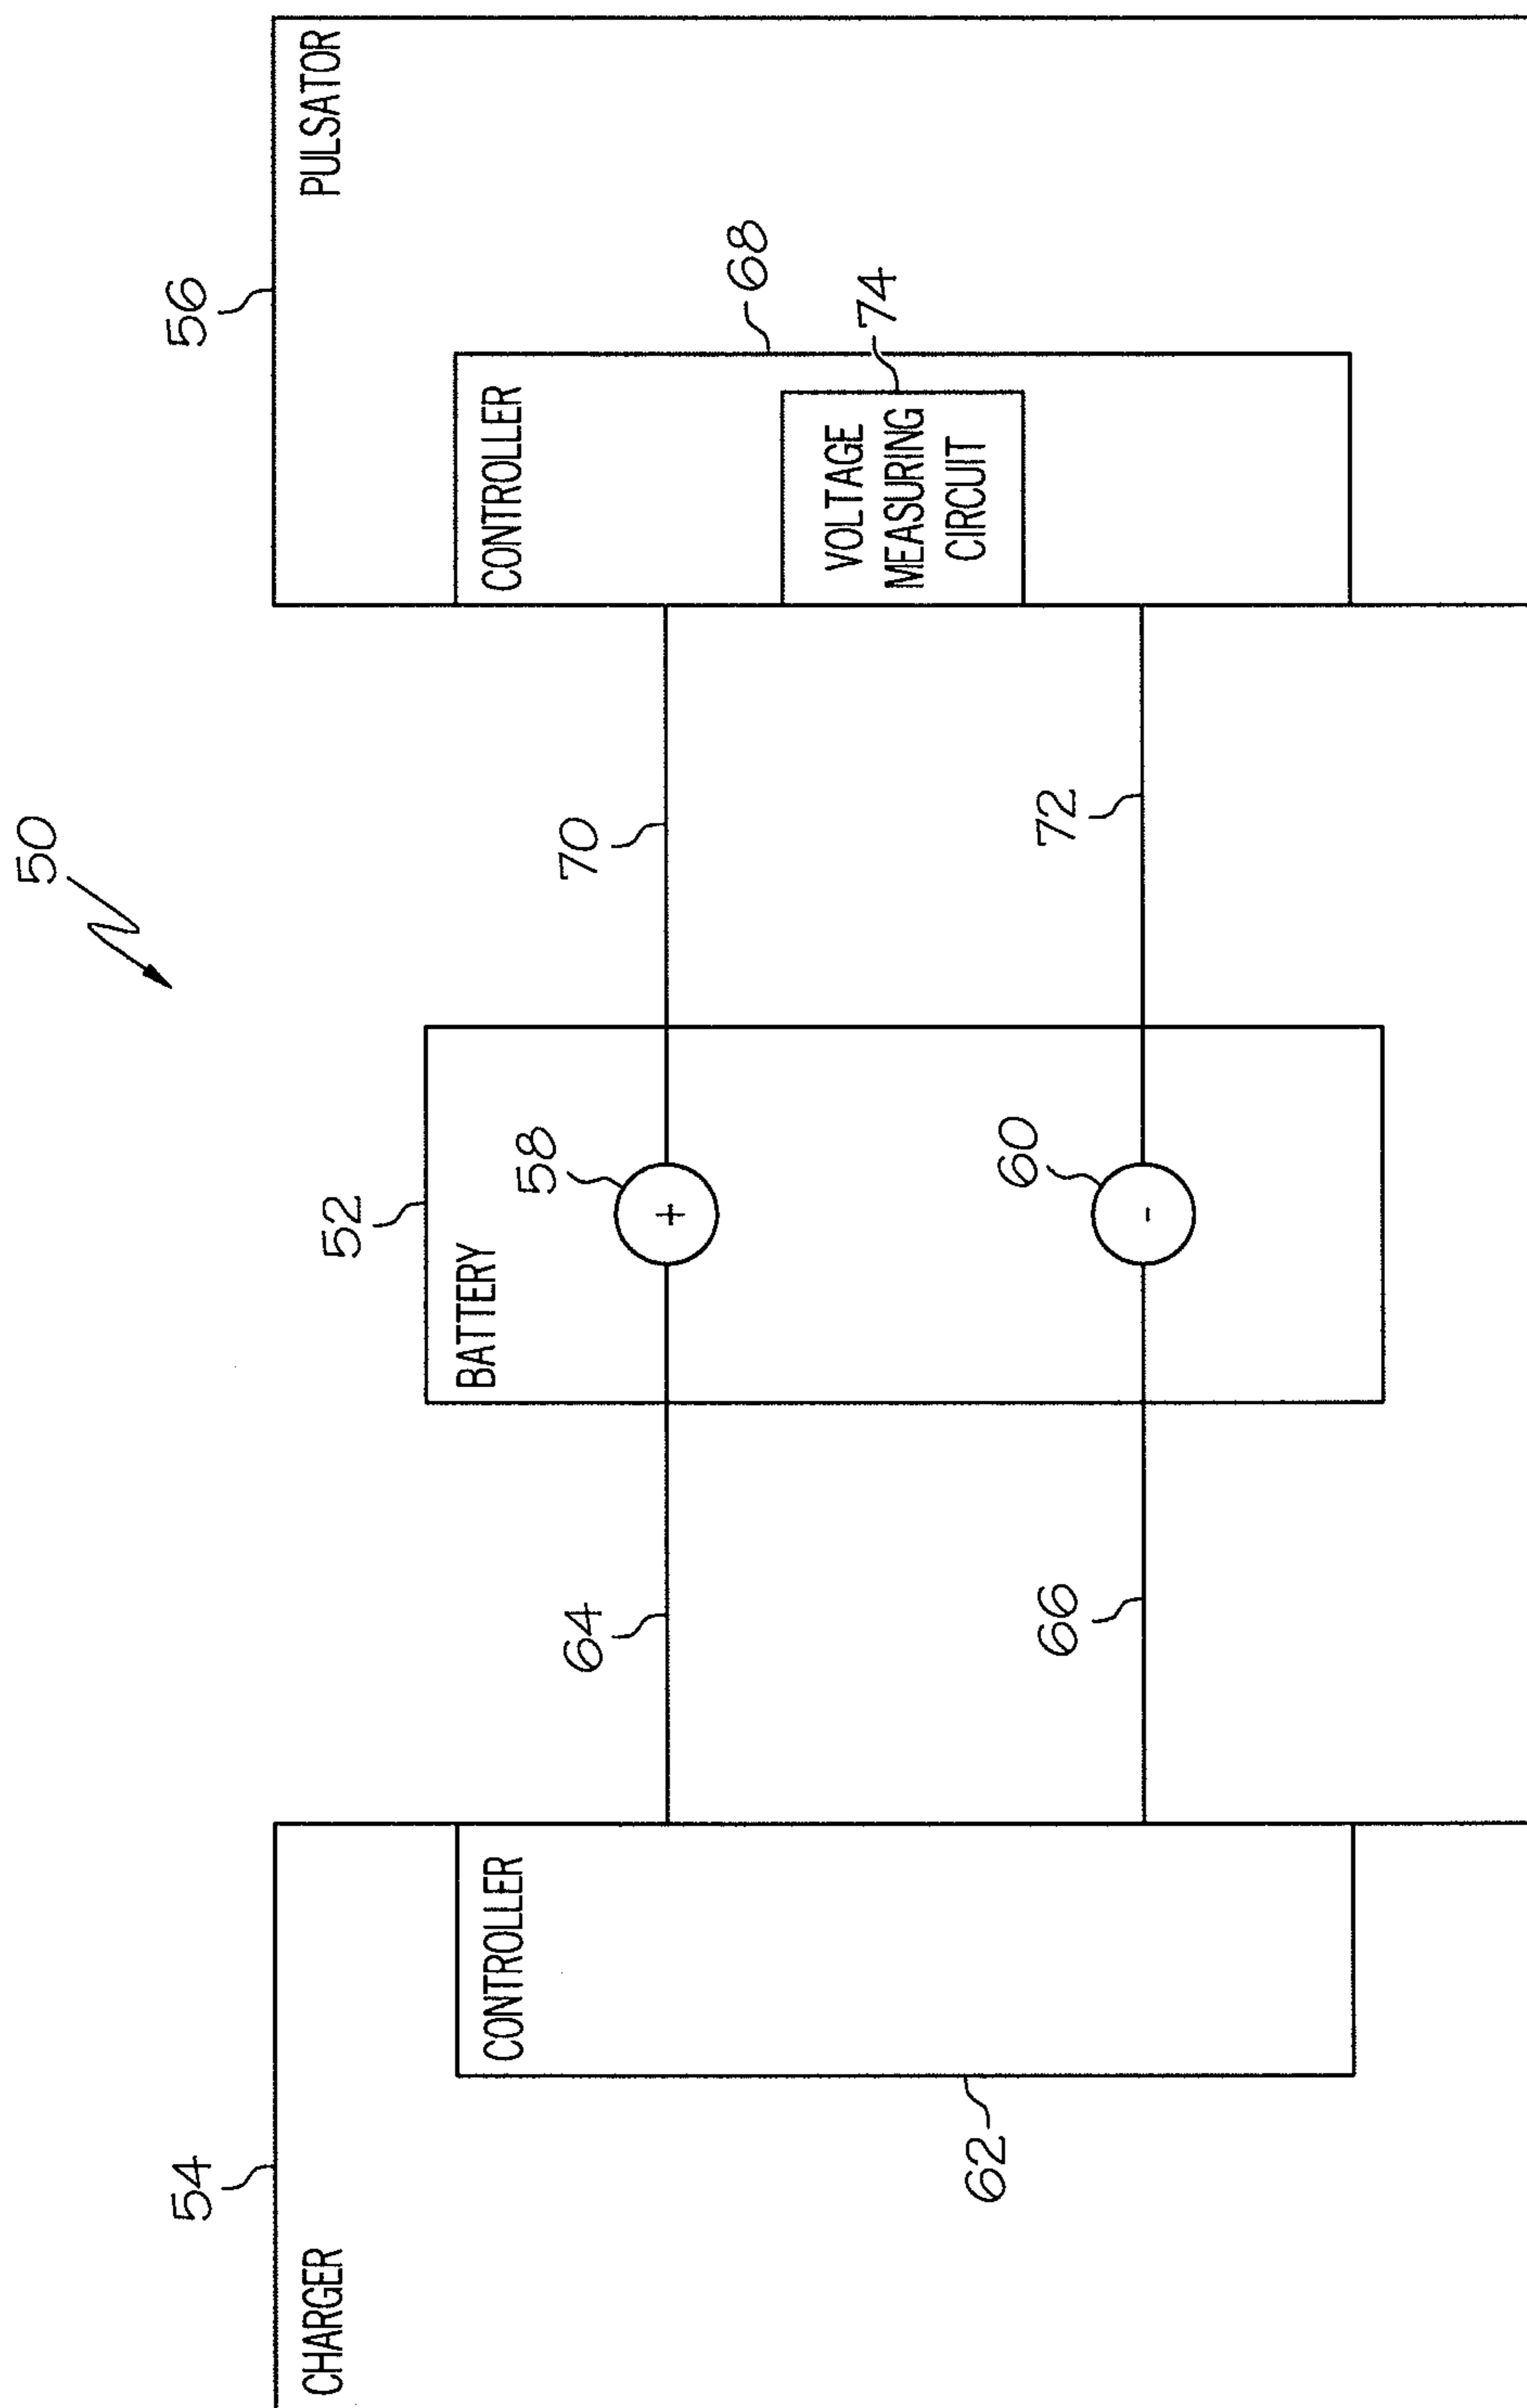 50
54
CHARGER
CONTROLLER
62
64
66
52
BATTERY
58
+
60
-
70
72
56
PULSATOR
CONTROLLER
68
VOLTAGE
MEASURING
CIRCUIT
74